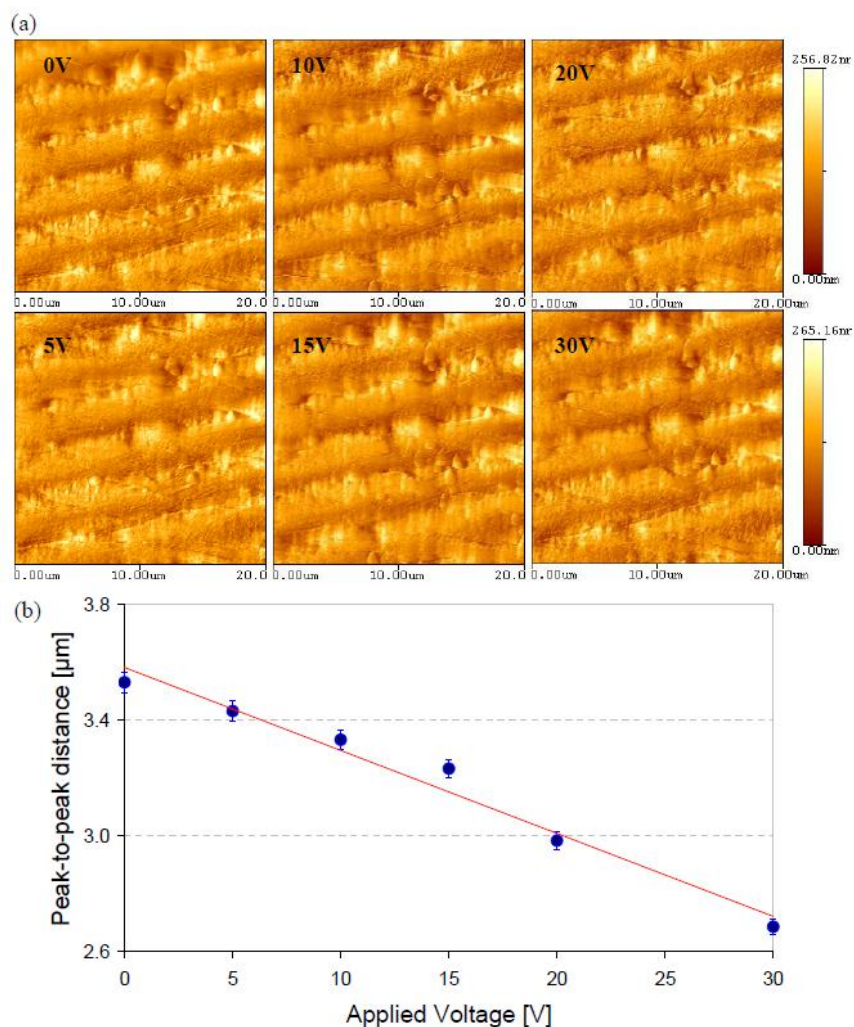 (a)
0V
10V
20V
256.82nm
0.00nm
0.00um 10.00um 20.0
0.00um 10.00um 20.0
0.00um 10.00um 20.00um
5V
15V
30V
265.16nm
0.00nm
0.00um 10.00um 20.0
0.00um 10.00um 20.0
0.00um 10.00um 20.00um
(b)
Peak-to-peak distance [µm]
3.8
3.4
3.0
2.6
0 5 10 15 20 25 30
Applied Voltage [V]